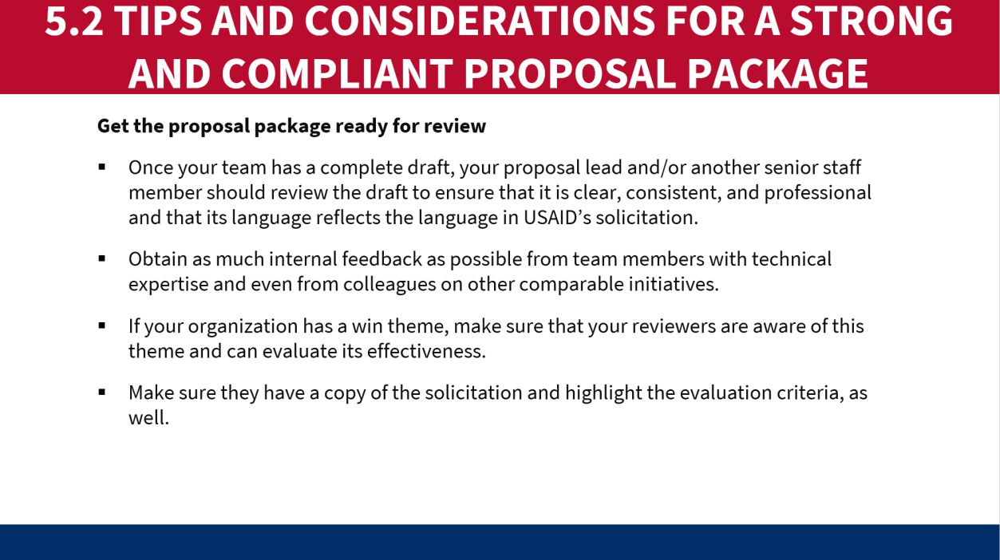 5.2 TIPS AND CONSIDERATIONS FOR A STRONG
AND COMPLIANT PROPOSAL PACKAGE
Get the proposal package ready for review
▪ Once your team has a complete draft, your proposal lead and/or another senior staff
member should review the draft to ensure that it is clear, consistent, and professional
and that its language reflects the language in USAID’s solicitation.
▪ Obtain as much internal feedback as possible from team members with technical
expertise and even from colleagues on other comparable initiatives.
▪ If your organization has a win theme, make sure that your reviewers are aware of this
theme and can evaluate its effectiveness.
▪ Make sure they have a copy of the solicitation and highlight the evaluation criteria, as
well.